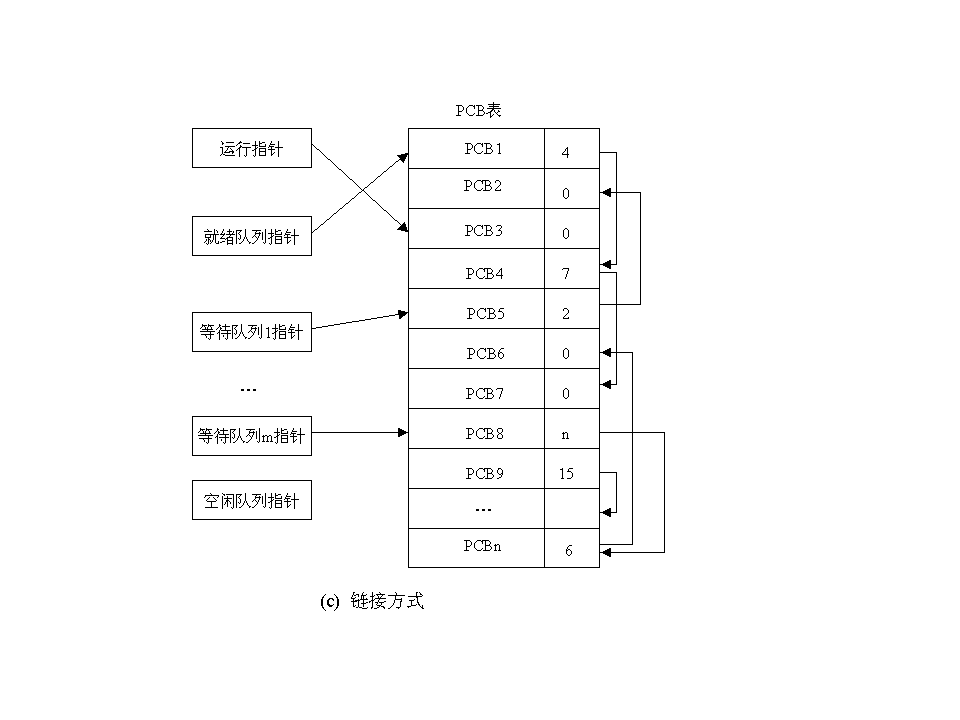 PCB表
运行指针
就绪队列指针
等待队列1指针
…
等待队列m指针
空闲队列指针
PCB1 4
PCB2 0
PCB3 0
PCB4 7
PCB5 2
PCB6 0
PCB7 0
PCB8 n
PCB9 15
…
PCBn 6
(c) 链接方式